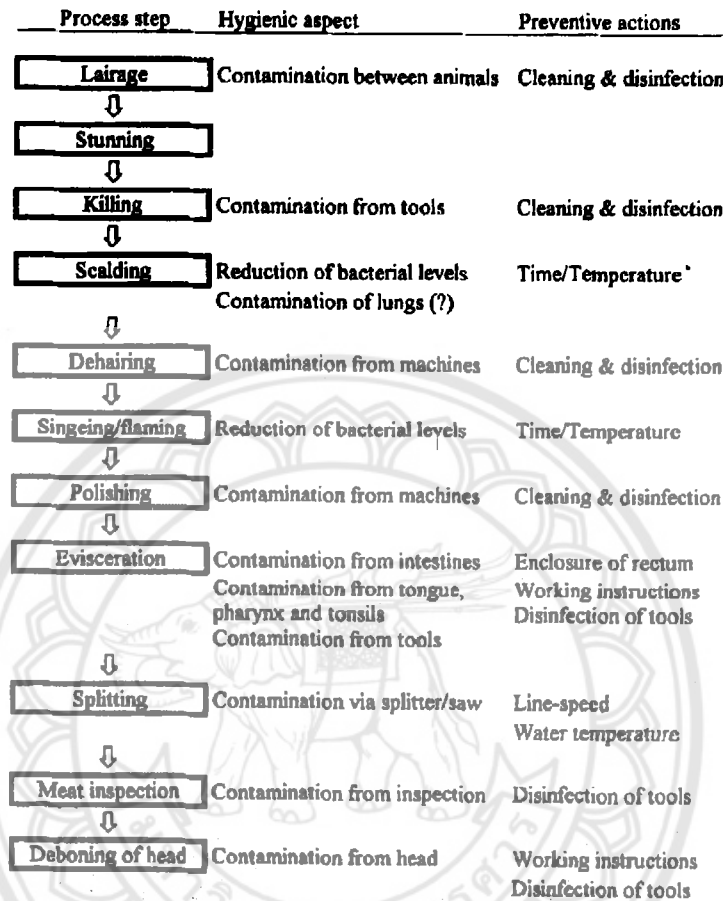 Process step Hygienic aspect Preventive actions
Lairage Contamination between animals Cleaning & disinfection
Stunning
Killing Contamination from tools Cleaning & disinfection
Scalding Reduction of bacterial levels Time/Temperature
Contamination of lungs (?)
Dehairing Contamination from machines Cleaning & disinfection
Singeing/flaming Reduction of bacterial levels Time/Temperature
Polishing Contamination from machines Cleaning & disinfection
Evisceration Contamination from intestines Enclosure of rectum
Contamination from tongue, Working instructions
pharynx and tonsils Disinfection of tools
Contamination from tools
Splitting Contamination via splitter/saw Line-speed
Water temperature
Meat inspection Contamination from inspection Disinfection of tools
Deboning of head Contamination from head Working instructions
Disinfection of tools